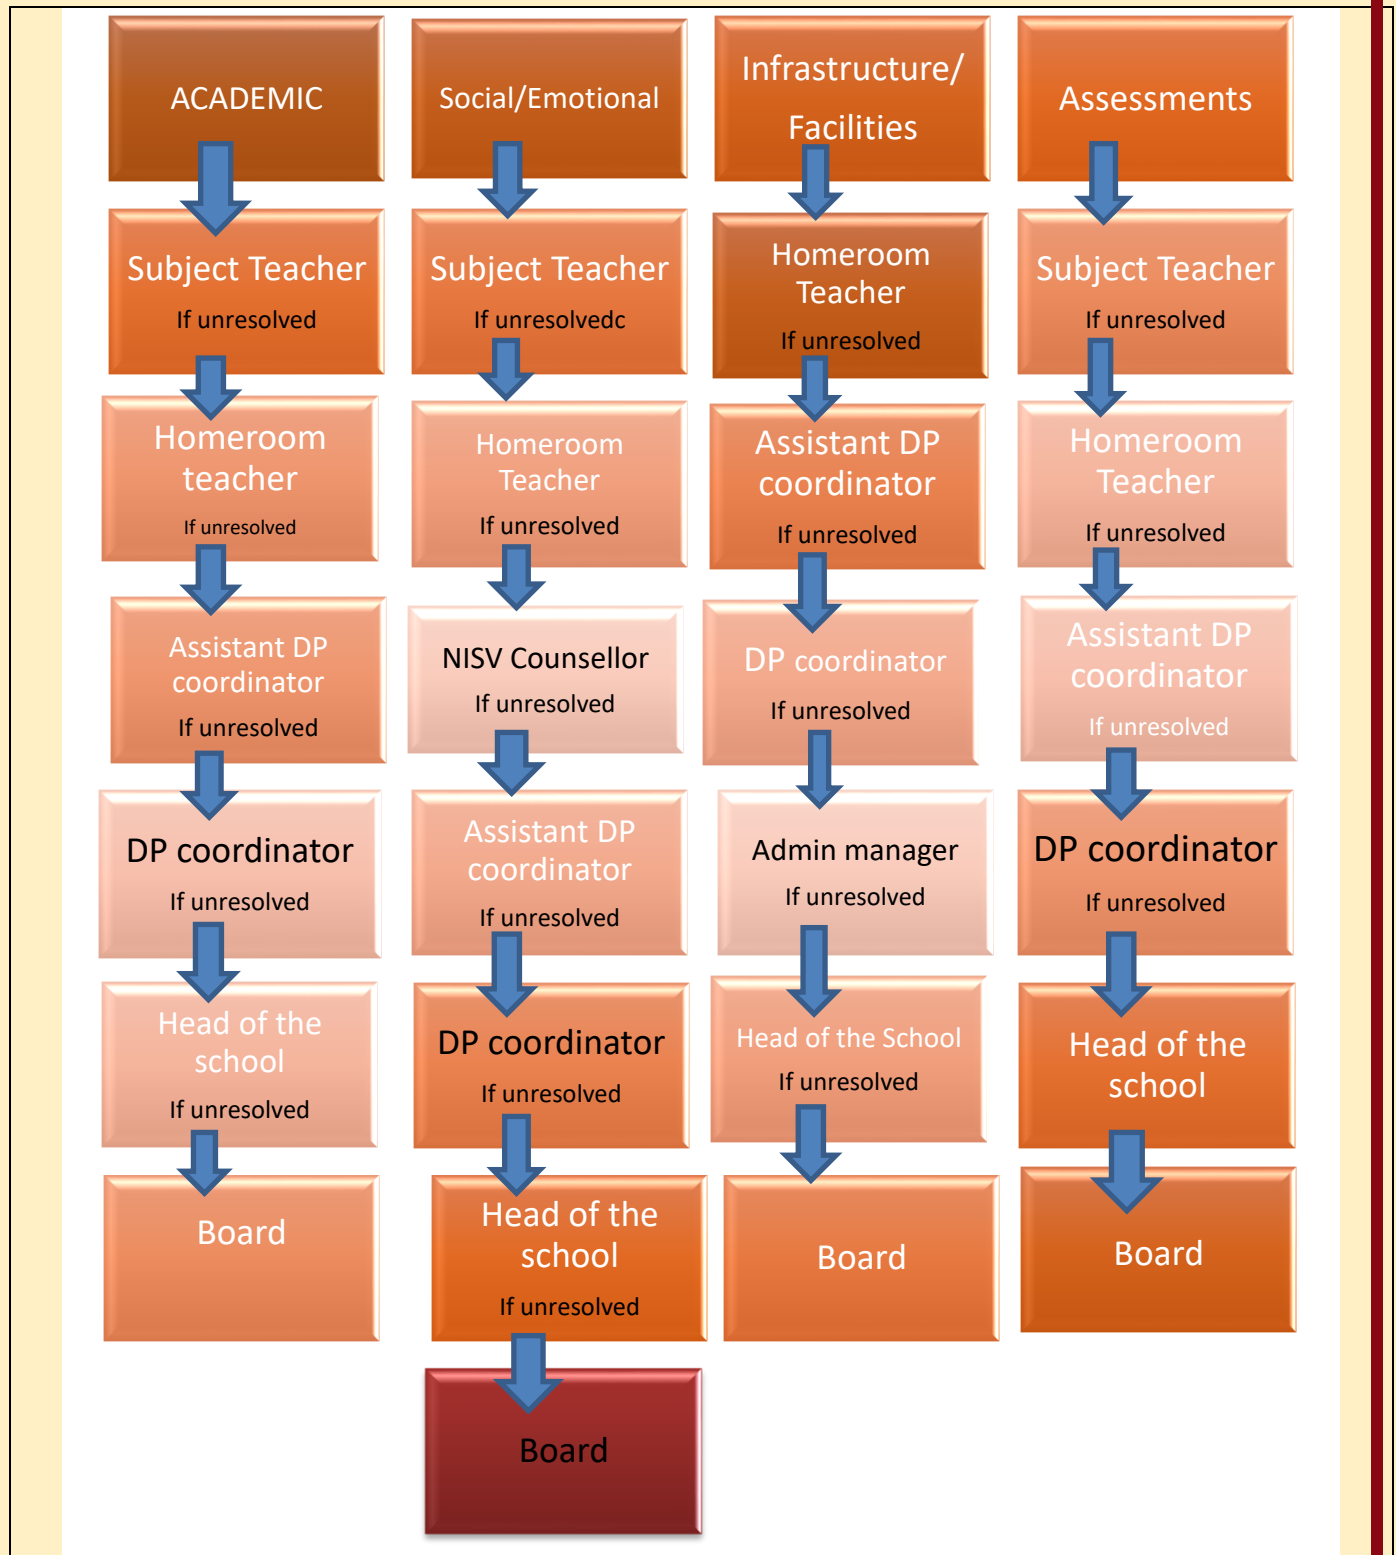 ACADEMIC
Subject Teacher
If unresolved
Homeroom
teacher
If unresolved
Assistant DP
coordinator
If unresolved
DP coordinator
If unresolved
Head of the
school
If unresolved
Board
Social/Emotional
Subject Teacher
If unresolvedc
Homeroom
Teacher
If unresolved
NISV Counsellor
If unresolved
Assistant DP
coordinator
If unresolved
DP coordinator
If unresolved
Head of the
school
If unresolved
Board
Infrastructure/
Facilities
Homeroom
Teacher
If unresolved
Assistant DP
coordinator
If unresolved
DP coordinator
If unresolved
Admin manager
If unresolved
Head of the School
If unresolved
Board
Assessments
Subject Teacher
If unresolved
Homeroom
Teacher
If unresolved
Assistant DP
coordinator
If unresolved
DP coordinator
If unresolved
Head of the
school
Board